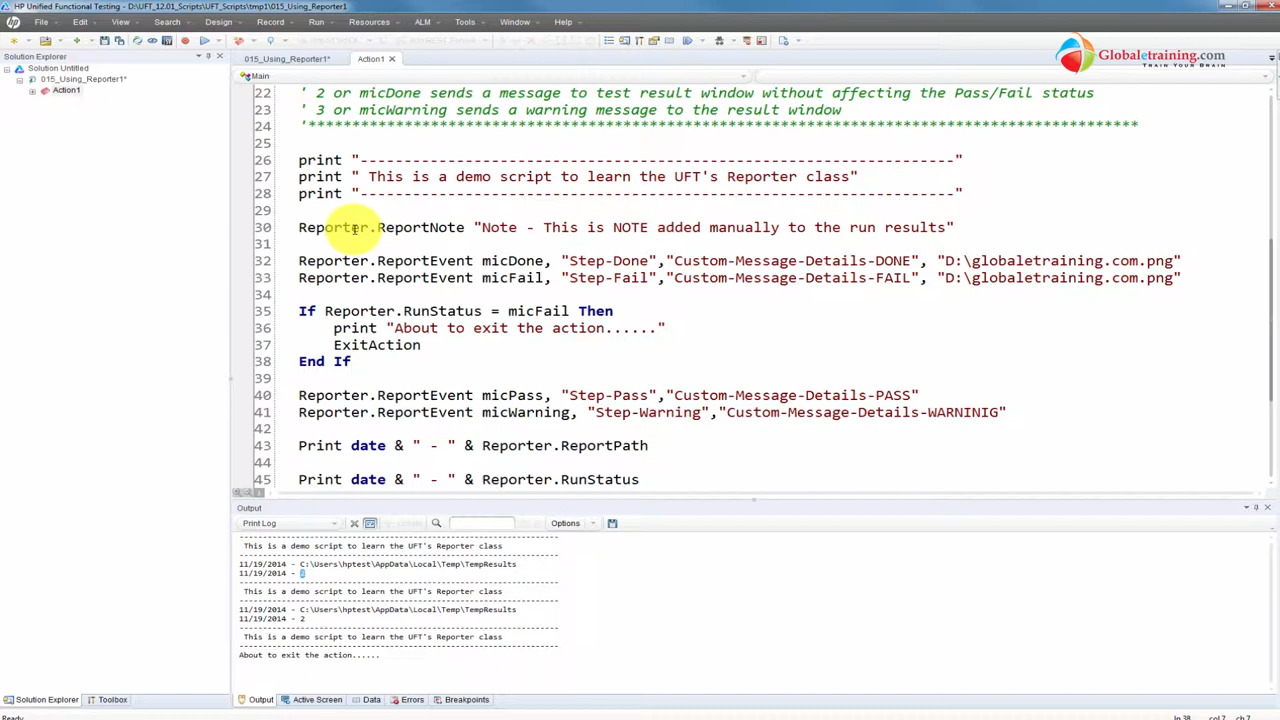 HP Unified Functional Testing - D:\UFT_12.01_Scripts\UFT_Scripts\tmp1\015_Using_Reporter1
File Edit View Search Design Record Run Resources ALM Tools Window Help
Globaletraining.com
TRAIN YOUR BRAIN
Solution Explorer
Solution Untitled
015_Using_Reporter1*
Action1
015_Using_Reporter1* Action1
Main
22 ' 2 or micDone sends a message to test result window without affecting the Pass/Fail status
23 ' 3 or micWarning sends a warning message to the result window
24 '***********************************************************************************************
25
26 print "--------------------------------------------------------------------"
27 print " This is a demo script to learn the UFT's Reporter class"
28 print "--------------------------------------------------------------------"
29
30 Reporter.ReportNote "Note - This is NOTE added manually to the run results"
31
32 Reporter.ReportEvent micDone, "Step-Done","Custom-Message-Details-DONE", "D:\globaletraining.com.png"
33 Reporter.ReportEvent micFail, "Step-Fail","Custom-Message-Details-FAIL", "D:\globaletraining.com.png"
34
35 If Reporter.RunStatus = micFail Then
36 print "About to exit the action......"
37 ExitAction
38 End If
39
40 Reporter.ReportEvent micPass, "Step-Pass","Custom-Message-Details-PASS"
41 Reporter.ReportEvent micWarning, "Step-Warning","Custom-Message-Details-WARNINIG"
42
43 Print date & " - " & Reporter.ReportPath
44
45 Print date & " - " & Reporter.RunStatus
Output
Print Log Options
--------------------------------------------------------------------
This is a demo script to learn the UFT's Reporter class
--------------------------------------------------------------------
11/19/2014 - C:\Users\hptest\AppData\Local\Temp\TempResults
11/19/2014 - 2
--------------------------------------------------------------------
This is a demo script to learn the UFT's Reporter class
--------------------------------------------------------------------
11/19/2014 - C:\Users\hptest\AppData\Local\Temp\TempResults
11/19/2014 - 2
--------------------------------------------------------------------
This is a demo script to learn the UFT's Reporter class
--------------------------------------------------------------------
About to exit the action......
Solution Explorer Toolbox Output Active Screen Data Errors Breakpoints
Ready Ln 38 col 7 ch 7